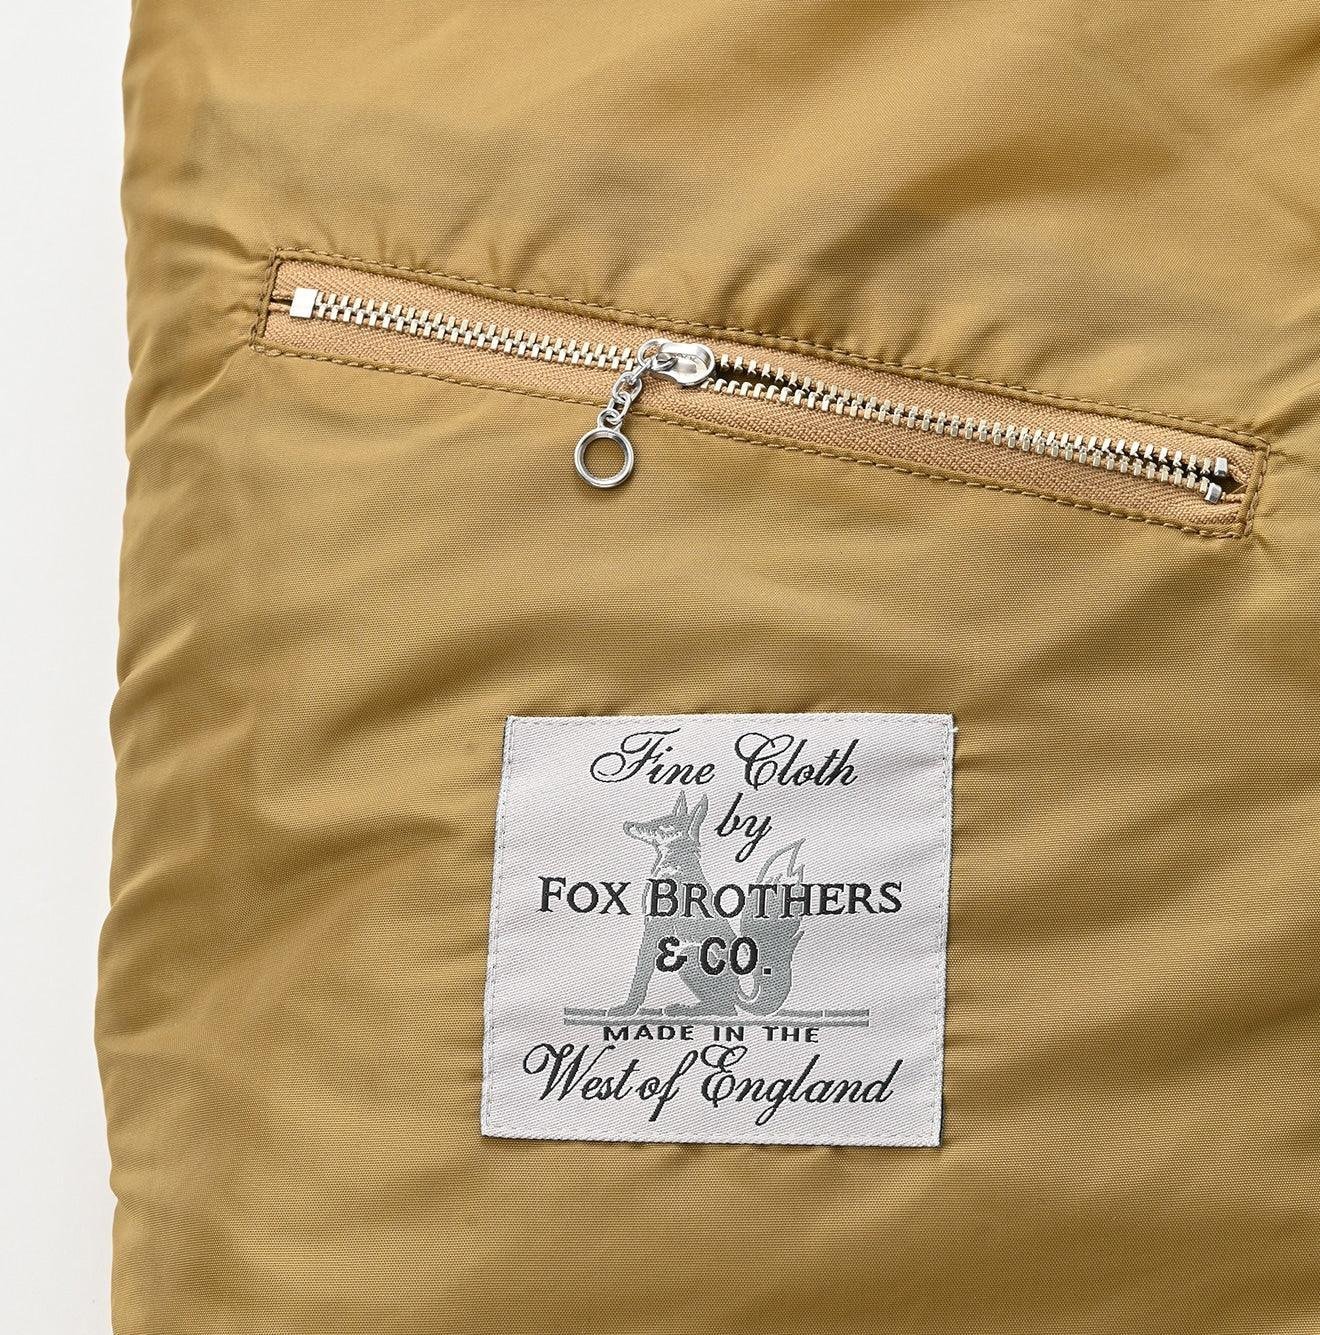 Fine Cloth
by
FOX BROTHERS
& CO.
MADE IN THE
West of England